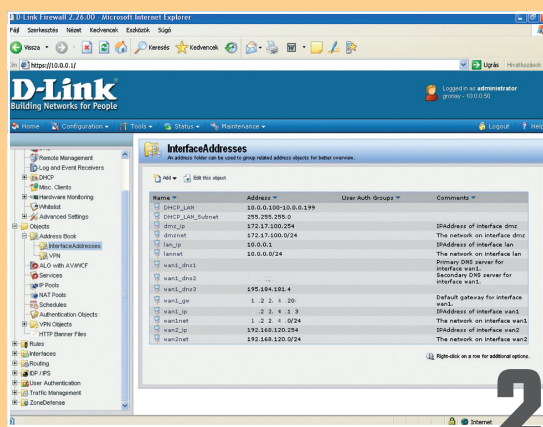 D-Link Firewall 2.26.00 - Microsoft Internet Explorer
Fájl Szerkesztés Nézet Kedvencek Eszközök Súgó
Vissza Keresés Kedvencek
https://10.0.0.1/ Ugrás Hivatkozások
D-Link
Building Networks for People
Logged in as administrator
10.0.0.50
Home Configuration Tools Status Maintenance Logout Help
Remote Management
Log and Event Receivers
DHCP
Misc. Clients
Hardware Monitoring
Whitelist
Advanced Settings
Objects
Address Book
InterfaceAddresses
VPN
ALG with AV/WCF
Services
IP Pools
NAT Pools
Schedules
Authentication Objects
VPN Objects
HTTP Banner Files
Rules
Interfaces
Routing
IDP / IPS
User Authentication
Traffic Management
ZoneDefense
InterfaceAddresses
An address folder can be used to group related address objects for better overview.
Add Edit this object
Name Address User Auth Groups Comments
DHCP_LAN 10.0.0.100-10.0.0.199
DHCP_LAN_Subnet 255.255.255.0
dmz_ip 172.17.100.254 IPAddress of interface dmz
dmznet 172.17.100.0/24 The network on interface dmz
lan_ip 10.0.0.1 IPAddress of interface lan
lannet 10.0.0.0/24 The network on interface lan
wan1_dns1 Primary DNS server for interface wan1.
wan1_dns2 Secondary DNS server for interface wan1.
wan1_dns3 195.184.181.4
wan1_gw Default gateway for interface wan1.
wan1_ip IPAddress of interface wan1
wan1net The network on interface wan1
wan2_ip 192.168.120.254 IPAddress of interface wan2
wan2net 192.168.120.0/24 The network on interface wan2
Right-click on a row for additional options.
Internet
2